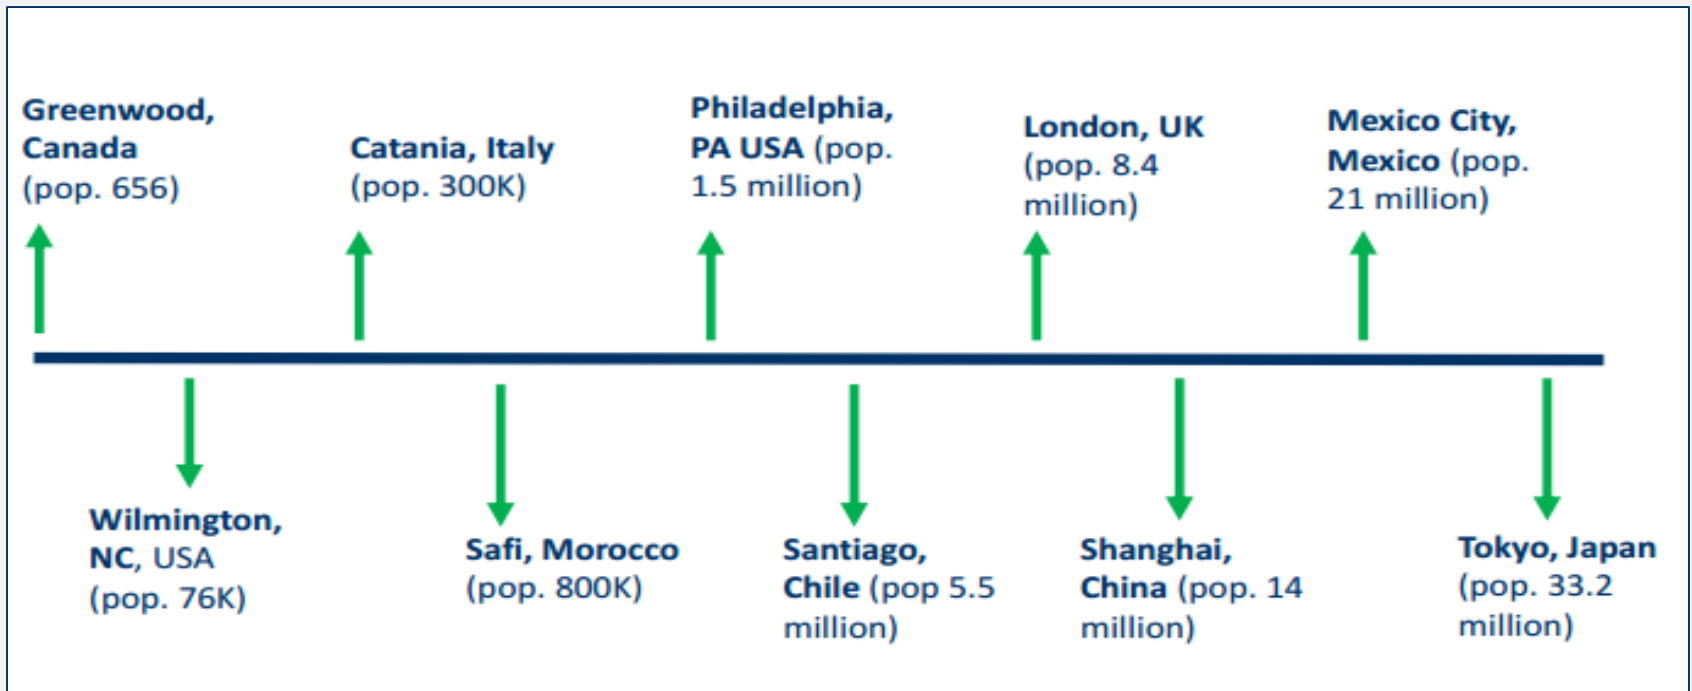 Greenwood,
Canada
(pop. 656)
Catania, Italy
(pop. 300K)
Philadelphia,
PA USA (pop.
1.5 million)
London, UK
(pop. 8.4
million)
Mexico City,
Mexico (pop.
21 million)
Wilmington,
NC, USA
(pop. 76K)
Safi, Morocco
(pop. 800K)
Santiago,
Chile (pop 5.5
million)
Shanghai,
China (pop. 14
million)
Tokyo, Japan
(pop. 33.2
million)